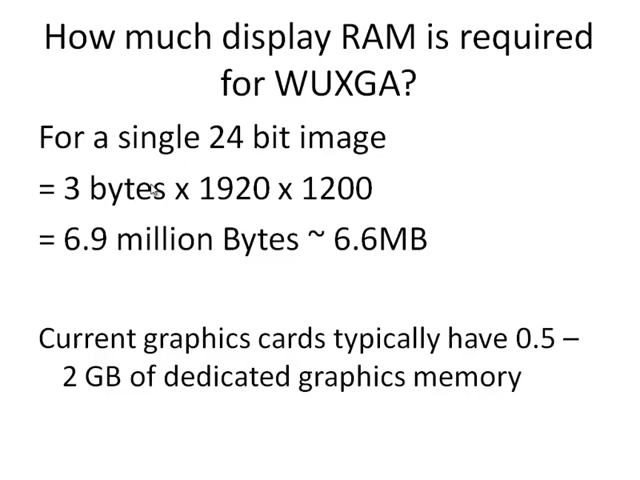 How much display RAM is required
for WUXGA?
For a single 24 bit image
= 3 bytes x 1920 x 1200
= 6.9 million Bytes ~ 6.6MB
Current graphics cards typically have 0.5 –
2 GB of dedicated graphics memory